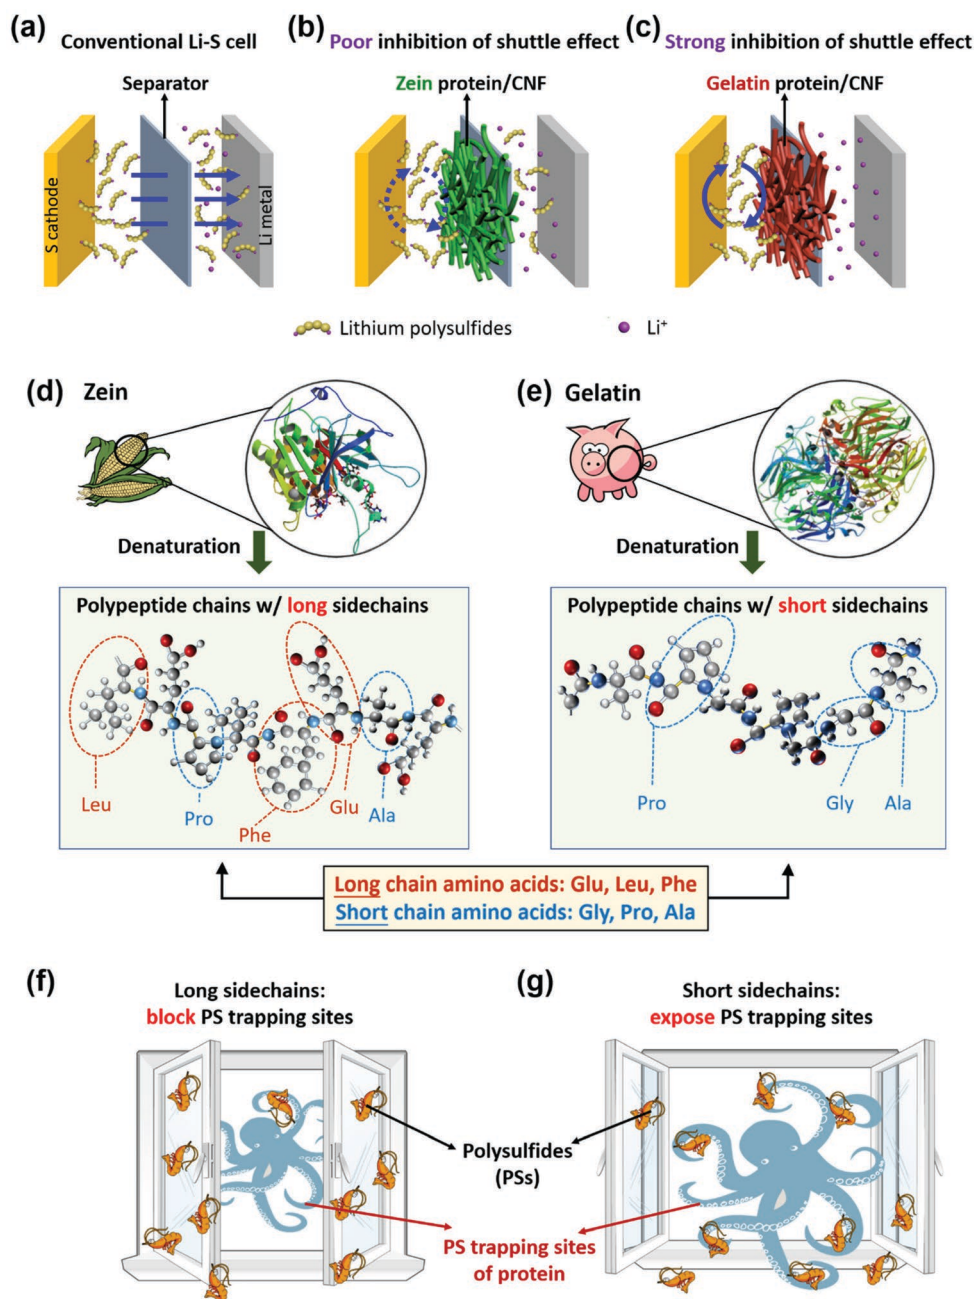 (a)
Conventional Li-S cell
Separator
S cathode
Li metal
(b)
Poor inhibition of shuttle effect
Zein protein/CNF
(c)
Strong inhibition of shuttle effect
Gelatin protein/CNF
Lithium polysulfides
Li⁺
(d) Zein
Denaturation
Polypeptide chains w/ long sidechains
Leu
Pro
Phe
Glu
Ala
(e) Gelatin
Denaturation
Polypeptide chains w/ short sidechains
Pro
Gly
Ala
Long chain amino acids: Glu, Leu, Phe
Short chain amino acids: Gly, Pro, Ala
(f)
Long sidechains:
block PS trapping sites
(g)
Short sidechains:
expose PS trapping sites
Polysulfides
(PSs)
PS trapping sites
of protein